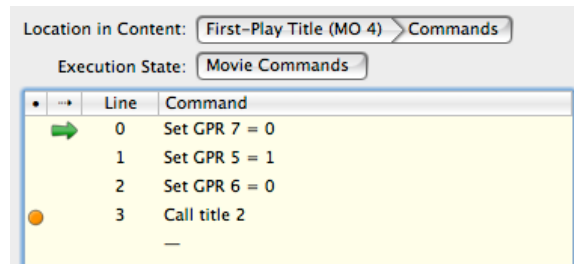 Location in Content: First-Play Title (MO 4) Commands
Execution State: Movie Commands
Line Command
0 Set GPR 7 = 0
1 Set GPR 5 = 1
2 Set GPR 6 = 0
3 Call title 2
—